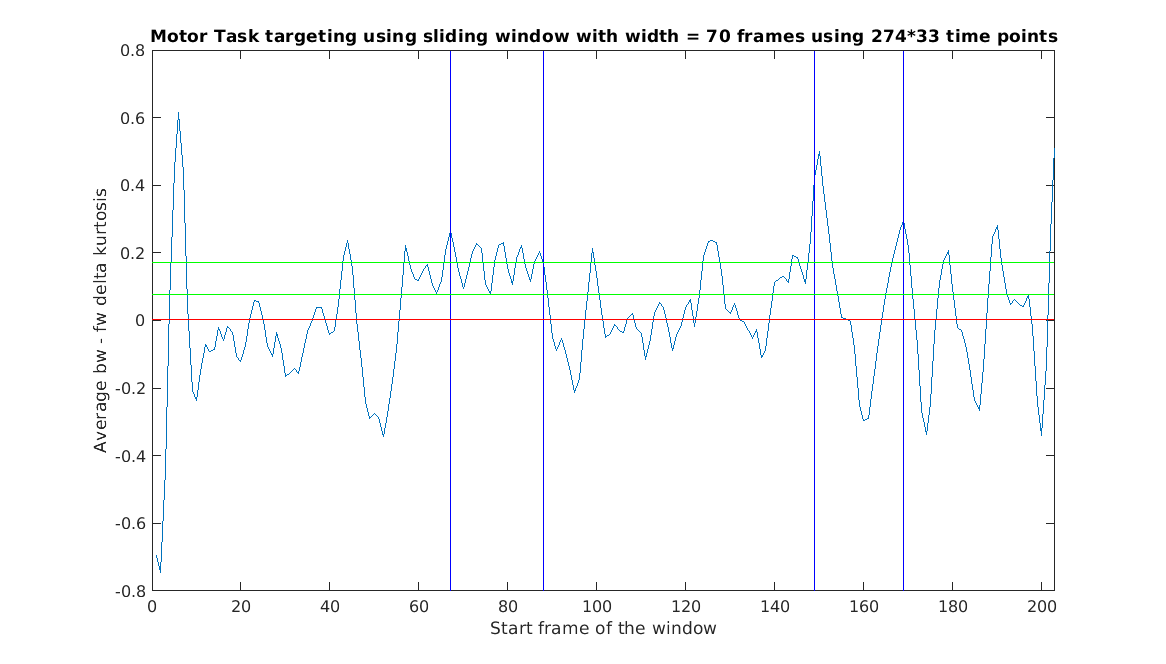 Motor Task targeting using sliding window with width = 70 frames using 274*33 time points
Average bw - fw delta kurtosis
0.8
0.6
0.4
0.2
0
-0.2
-0.4
-0.6
-0.8
0 20 40 60 80 100 120 140 160 180 200
Start frame of the window